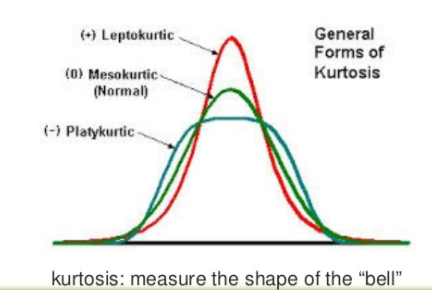 (+) Leptokurtic
(0) Mesokurtic
(Normal)
(−) Platykurtic
General
Forms of
Kurtosis
kurtosis: measure the shape of the “bell”